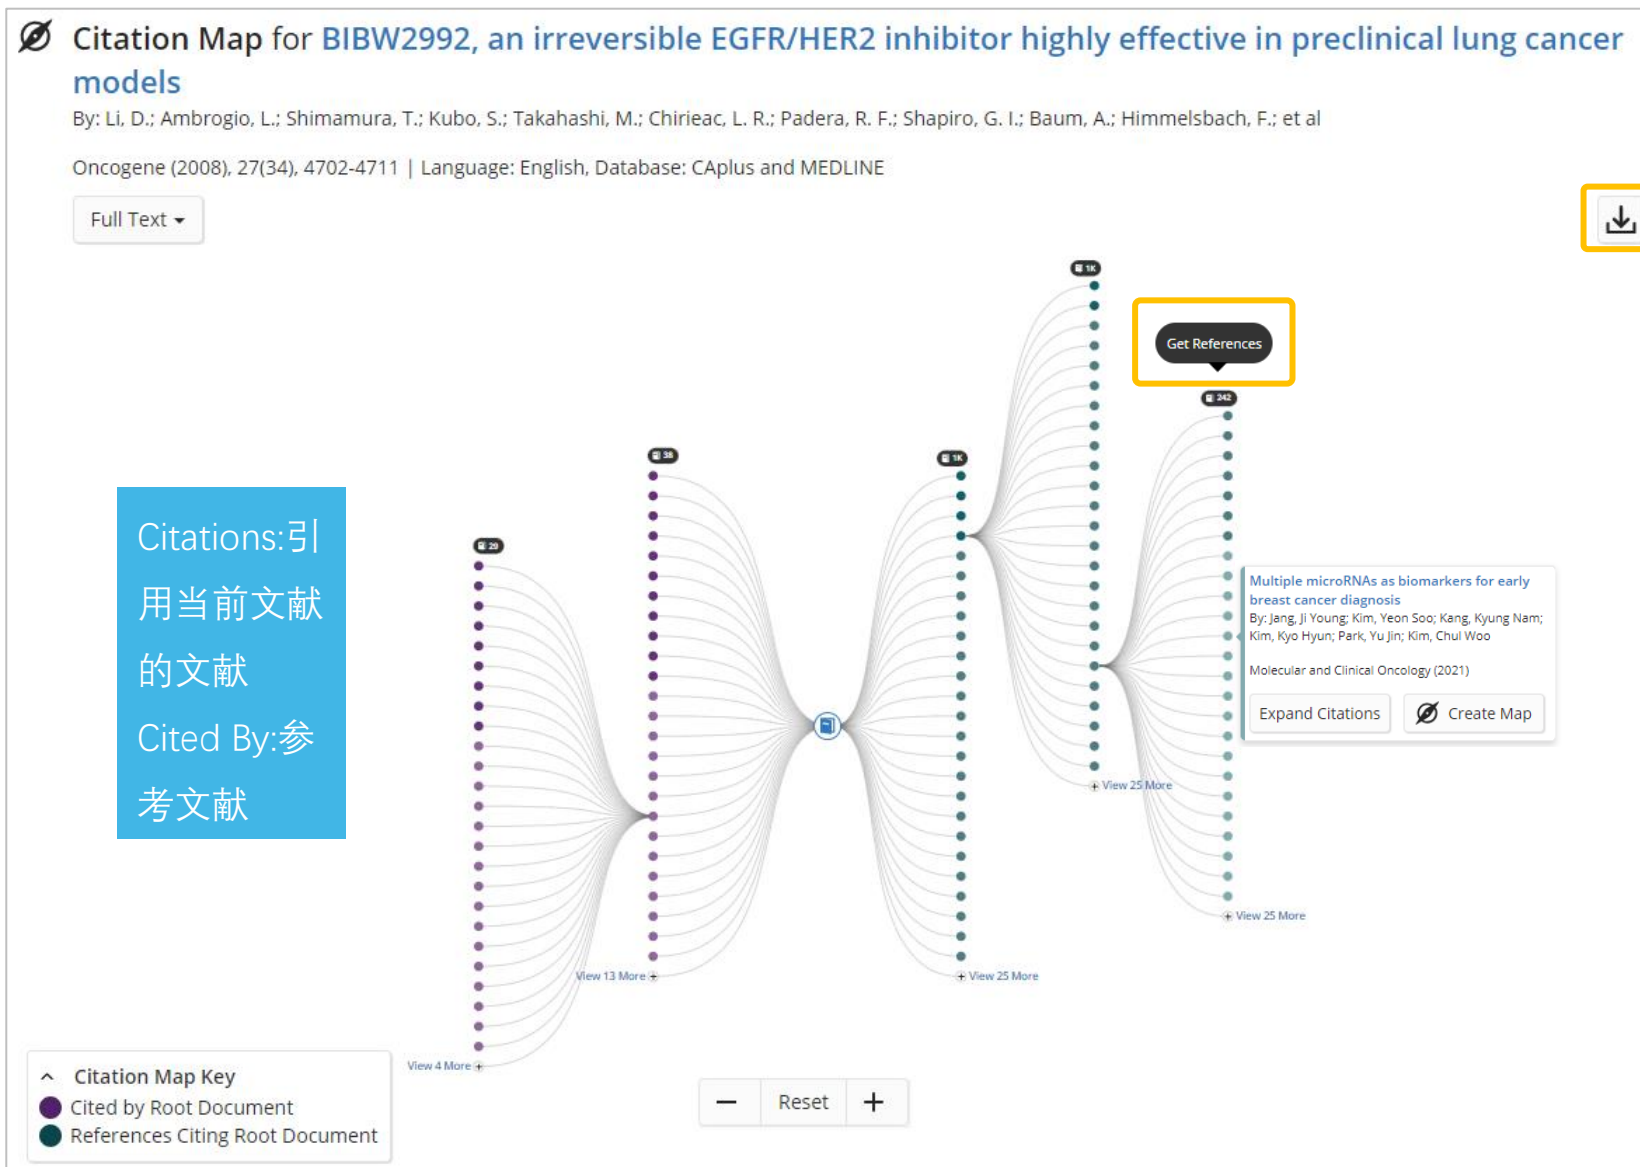 Citation Map for BIBW2992, an irreversible EGFR/HER2 inhibitor highly effective in preclinical lung cancer
models
By: Li, D.; Ambrogio, L.; Shimamura, T.; Kubo, S.; Takahashi, M.; Chirieac, L. R.; Padera, R. F.; Shapiro, G. I.; Baum, A.; Himmelsbach, F.; et al
Oncogene (2008), 27(34), 4702-4711 | Language: English, Database: CAplus and MEDLINE
Full Text
1K
Get References
242
38
1K
29
Citations:引
用当前文献
的文献
Cited By:参
考文献
Multiple microRNAs as biomarkers for early
breast cancer diagnosis
By: Jang, Ji Young; Kim, Yeon Soo; Kang, Kyung Nam;
Kim, Kyo Hyun; Park, Yu Jin; Kim, Chul Woo
Molecular and Clinical Oncology (2021)
Expand Citations
Create Map
View 25 More
View 25 More
View 13 More
View 25 More
View 4 More
Citation Map Key
Cited by Root Document
References Citing Root Document
Reset